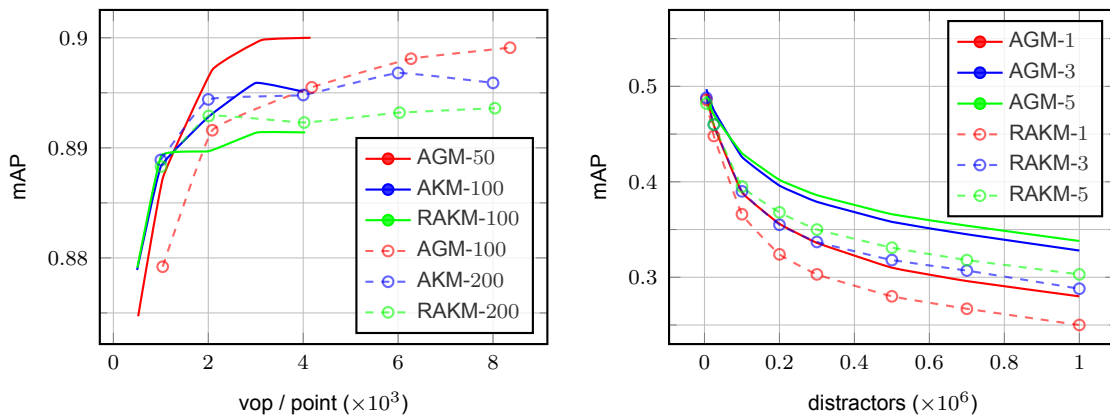 0.9
0.89
0.88
mAP
0
2
4
6
8
vop / point (×10³)
AGM-50
AKM-100
RAKM-100
AGM-100
AKM-200
RAKM-200
0.5
0.4
0.3
mAP
0
0.2
0.4
0.6
0.8
1
distractors (×10⁶)
AGM-1
AGM-3
AGM-5
RAKM-1
RAKM-3
RAKM-5